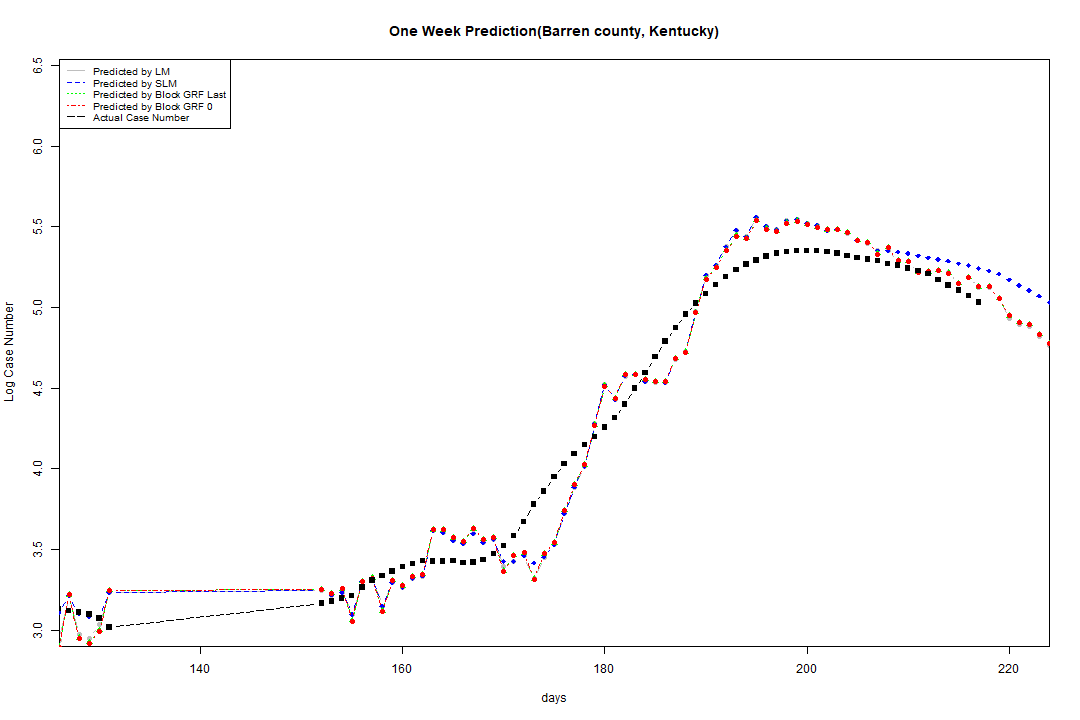 One Week Prediction(Barren county, Kentucky)
Predicted by LM
Predicted by SLM
Predicted by Block GRF Last
Predicted by Block GRF 0
Actual Case Number
6.5
6.0
5.5
5.0
4.5
4.0
3.5
3.0
Log Case Number
140 160 180 200 220
days